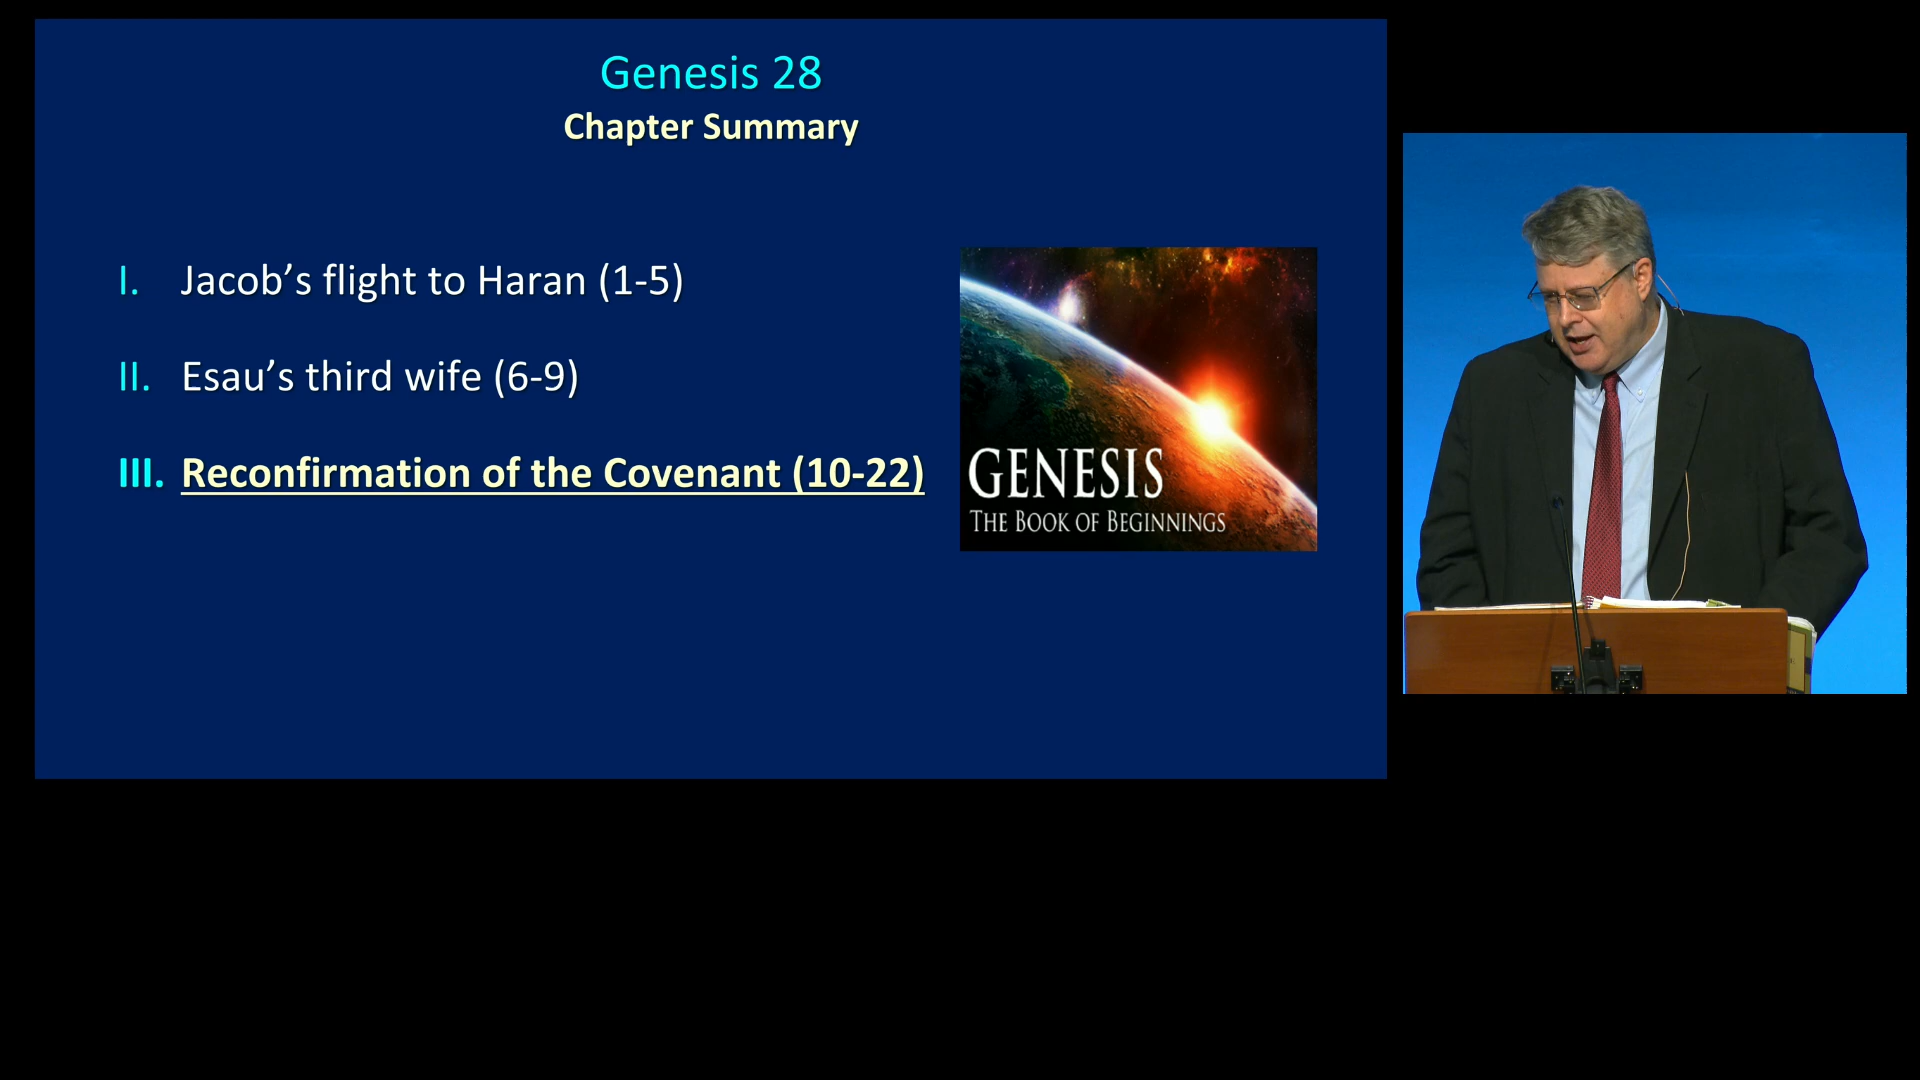 Genesis 28
Chapter Summary
I. Jacob’s flight to Haran (1-5)
II. Esau’s third wife (6-9)
III. Reconfirmation of the Covenant (10-22)
GENESIS
THE BOOK OF BEGINNINGS